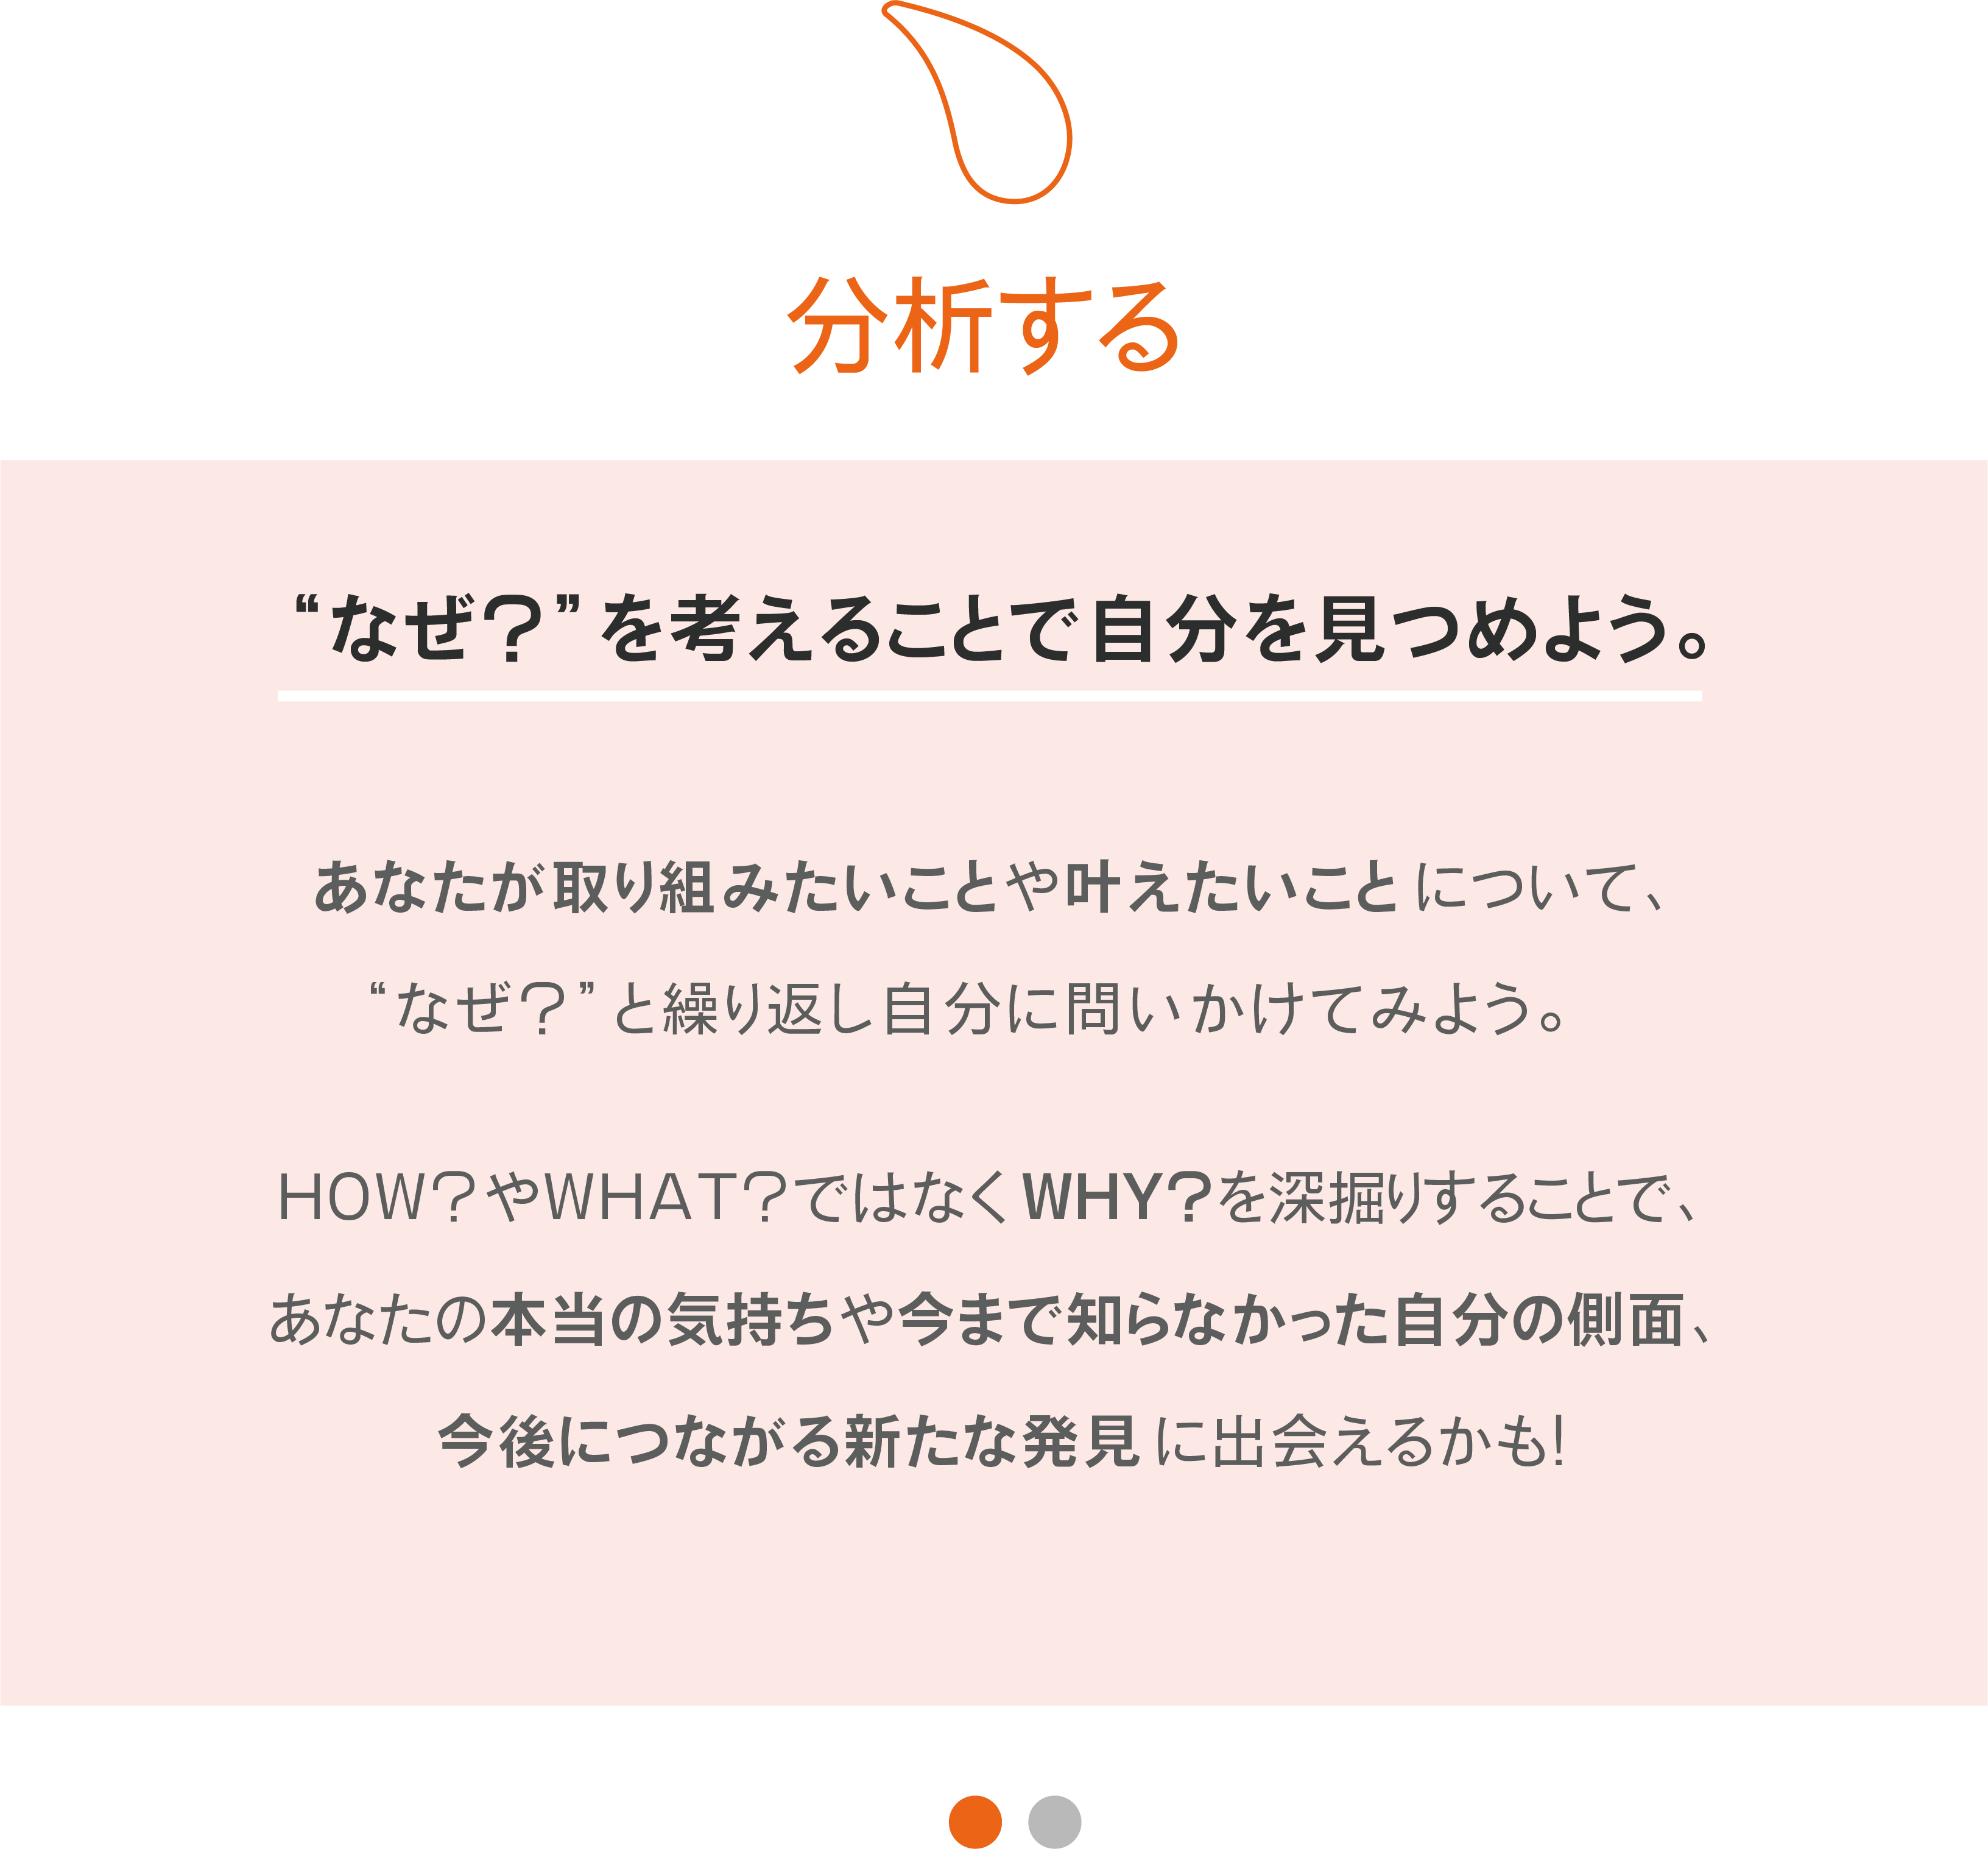 分析する
“なぜ?”を考えることで自分を見つめよう。
あなたが取り組みたいことや叶えたいことについて、
“なぜ?”と繰り返し自分に問いかけてみよう。
HOW?やWHAT?ではなくWHY?を深掘りすることで、
あなたの本当の気持ちや今まで知らなかった自分の側面、
今後につながる新たな発見に出会えるかも!